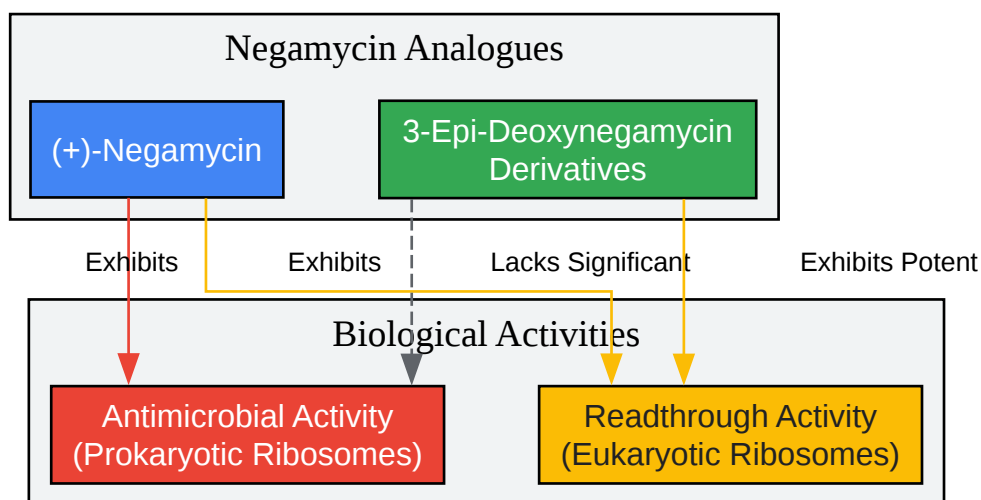 Negamycin Analogues
(+)-Negamycin
3-Epi-Deoxynegamycin
Derivatives
Exhibits
Exhibits
Lacks Significant
Exhibits Potent
Biological Activities
Antimicrobial Activity
(Prokaryotic Ribosomes)
Readthrough Activity
(Eukaryotic Ribosomes)